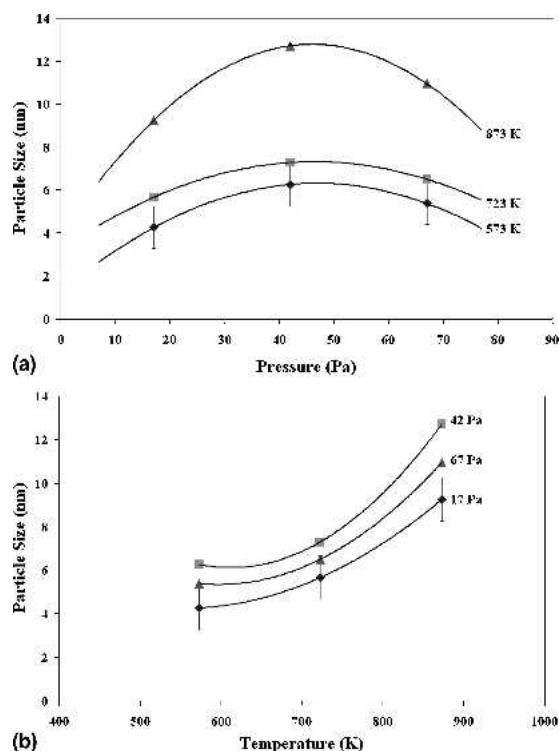 14
12
10
8
6
4
2
0
Particle Size (nm)
873 K
723 K
573 K
0 10 20 30 40 50 60 70 80 90
(a) Pressure (Pa)
14
12
10
8
6
4
2
0
Particle Size (nm)
42 Pa
67 Pa
17 Pa
400 500 600 700 800 900 1000
(b) Temperature (K)